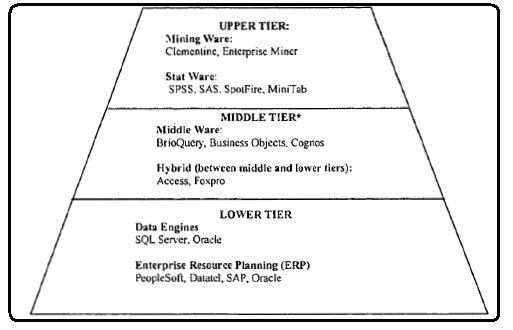 UPPER TIER:
Mining Ware:
Clementine, Enterprise Miner
Stat Ware:
SPSS, SAS, SpotFire, MiniTab
MIDDLE TIER*
Middle Ware:
BrioQuery, Business Objects, Cognos
Hybrid (between middle and lower tiers):
Access, Foxpro
LOWER TIER
Data Engines
SQL Server, Oracle
Enterprise Resource Planning (ERP)
PeopleSoft, Datatel, SAP, Oracle